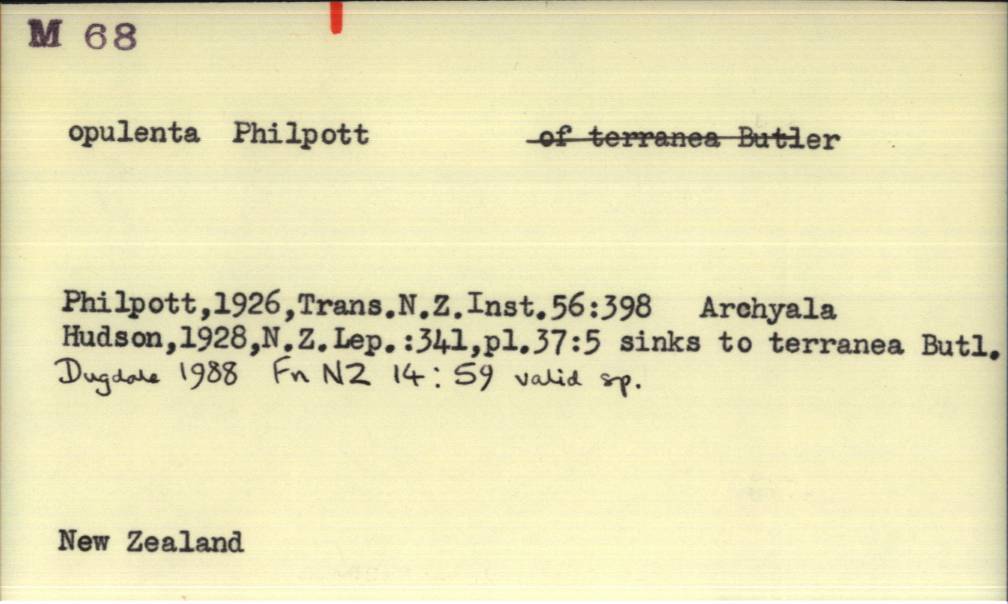 M 68
opulenta Philpott of terranea Butler
Philpott,1926,Trans.N.Z.Inst.56:398 Archyala
Hudson,1928,N.Z.Lep.:341,pl.37:5 sinks to terranea Butl.
Dugdale 1988 Fn NZ 14: 59 valid sp.
New Zealand